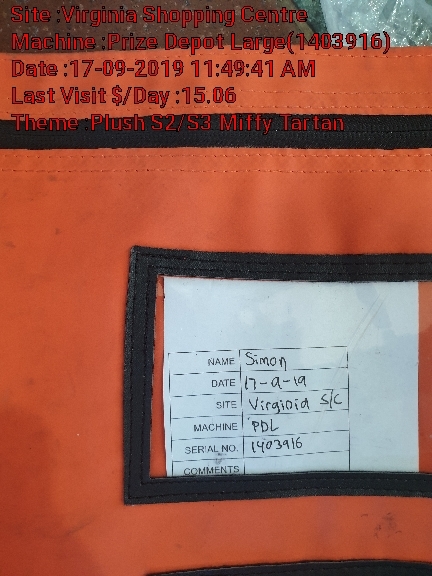 Site :Virginia Shopping Centre
Machine :Prize Depot Large(1403916)
Date :17-09-2019 11:49:41 AM
Last Visit $/Day :15.06
Theme :Plush S2/S3 Miffy Tartan
NAME Simon
DATE 17-9-19
SITE Virginia S/C
MACHINE PDL
SERIAL NO. 1403916
COMMENTS